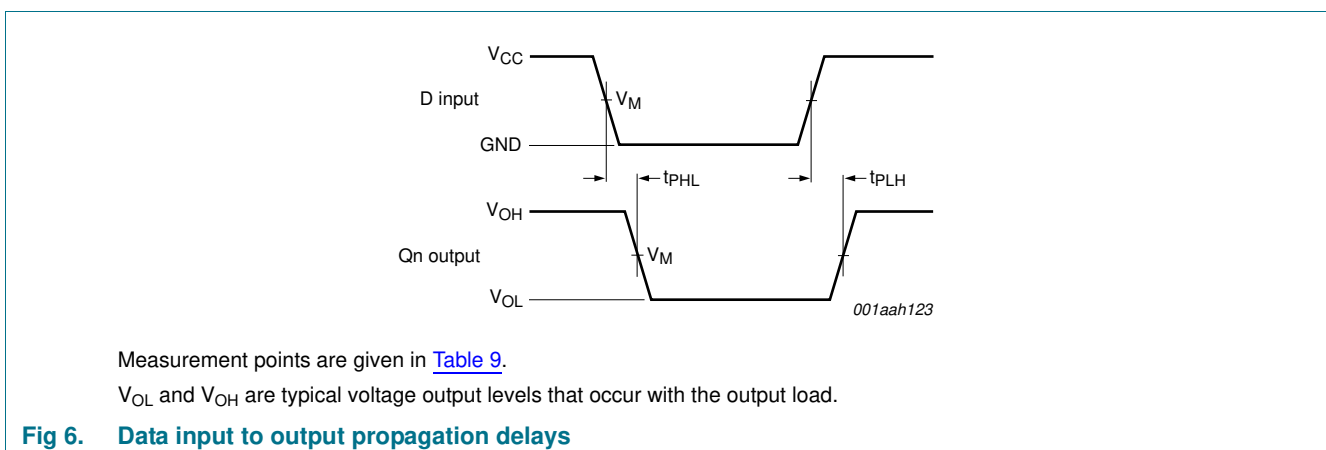 VCC
D input
VM
GND
tPHL
tPLH
VOH
Qn output
VM
VOL
001aah123
Measurement points are given in Table 9.
VOL and VOH are typical voltage output levels that occur with the output load.
Fig 6. Data input to output propagation delays